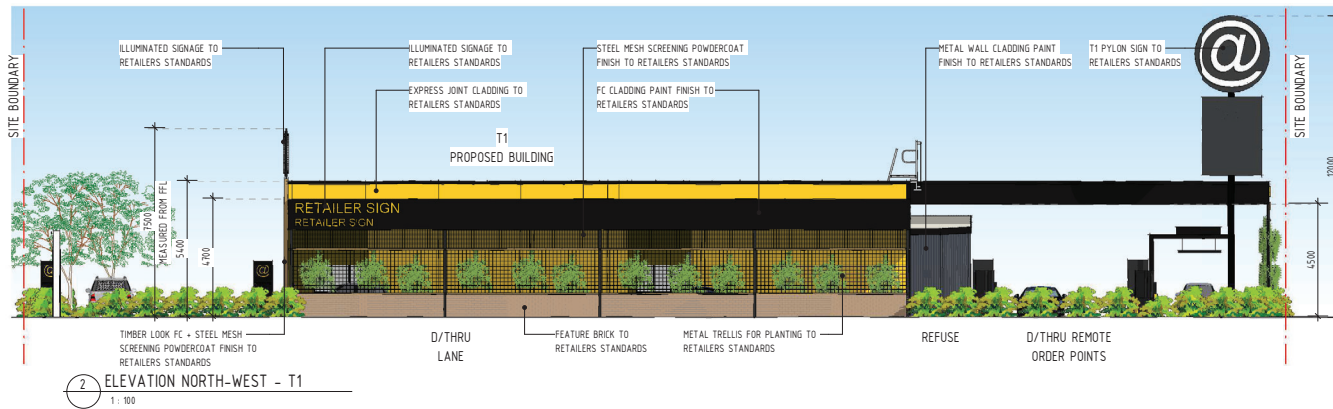 SITE BOUNDARY
ILLUMINATED SIGNAGE TO
RETAILERS STANDARDS
ILLUMINATED SIGNAGE TO
RETAILERS STANDARDS
STEEL MESH SCREENING POWDERCOAT
FINISH TO RETAILERS STANDARDS
METAL WALL CLADDING PAINT
FINISH TO RETAILERS STANDARDS
T1 PYLON SIGN TO
RETAILERS STANDARDS
@
SITE BOUNDARY
EXPRESS JOINT CLADDING TO
RETAILERS STANDARDS
FC CLADDING PAINT FINISH TO
RETAILERS STANDARDS
T1
PROPOSED BUILDING
7500
MEASURED FROM FFL
5400
4700
12000
4500
RETAILER SIGN
RETAILER SIGN
@
@
TIMBER LOOK FC + STEEL MESH
SCREENING POWDERCOAT FINISH TO
RETAILERS STANDARDS
D/THRU
LANE
FEATURE BRICK TO
RETAILERS STANDARDS
METAL TRELLIS FOR PLANTING TO
RETAILERS STANDARDS
REFUSE
D/THRU REMOTE
ORDER POINTS
2
ELEVATION NORTH-WEST - T1
1 : 100